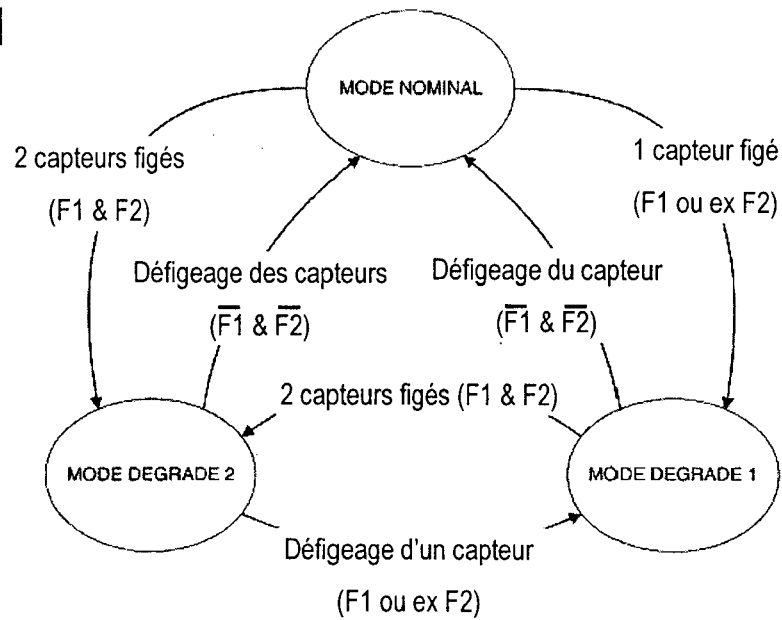 MODE NOMINAL
2 capteurs figés
(F1 & F2)
1 capteur figé
(F1 ou ex F2)
Défigeage des capteurs
(F̅1 & F̅2̅)
Défigeage du capteur
(F̅1 & F̅2̅)
2 capteurs figés (F1 & F2)
MODE DEGRADE 2
MODE DEGRADE 1
Défigeage d'un capteur
(F1 ou ex F2)